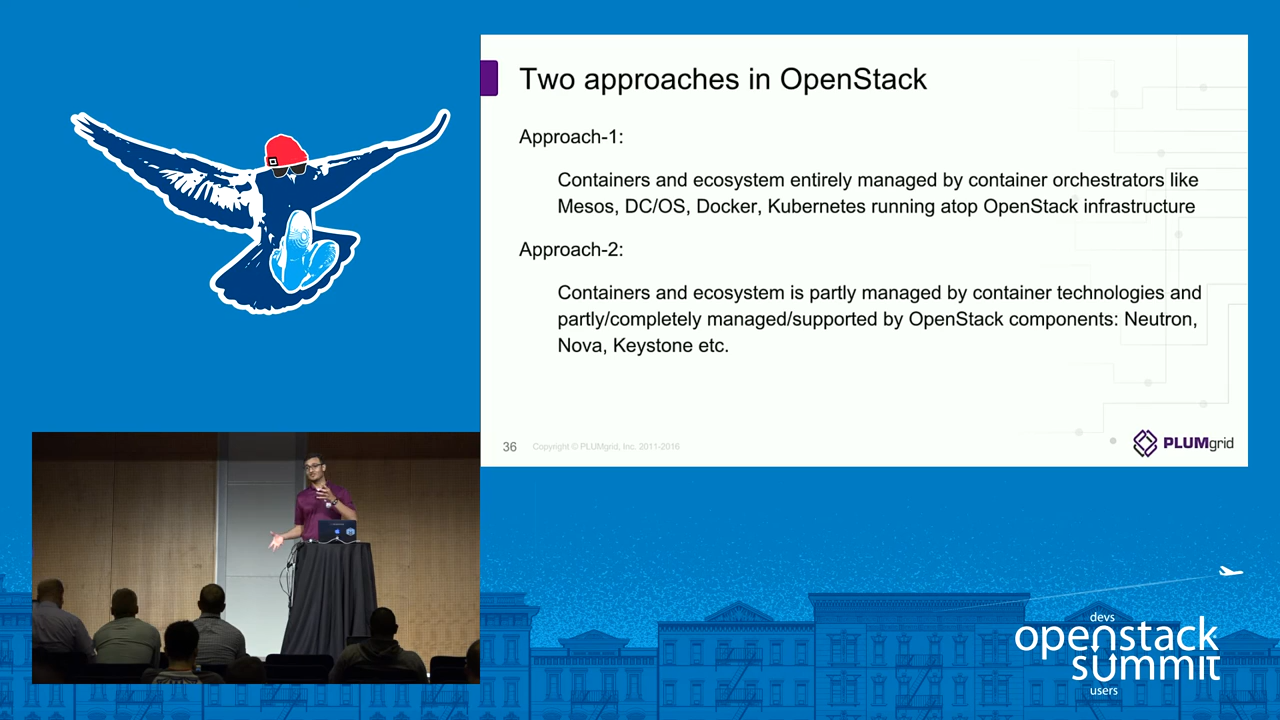 Two approaches in OpenStack
Approach-1:
Containers and ecosystem entirely managed by container orchestrators like
Mesos, DC/OS, Docker, Kubernetes running atop OpenStack infrastructure
Approach-2:
Containers and ecosystem is partly managed by container technologies and
partly/completely managed/supported by OpenStack components: Neutron,
Nova, Keystone etc.
36
Copyright © PLUMgrid, Inc. 2011-2016
PLUMgrid
devs
openstack
summit
users